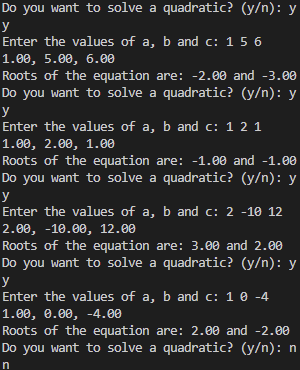 Do you want to solve a quadratic? (y/n): y
y
Enter the values of a, b and c: 1 5 6
1.00, 5.00, 6.00
Roots of the equation are: -2.00 and -3.00
Do you want to solve a quadratic? (y/n): y
y
Enter the values of a, b and c: 1 2 1
1.00, 2.00, 1.00
Roots of the equation are: -1.00 and -1.00
Do you want to solve a quadratic? (y/n): y
y
Enter the values of a, b and c: 2 -10 12
2.00, -10.00, 12.00
Roots of the equation are: 3.00 and 2.00
Do you want to solve a quadratic? (y/n): y
y
Enter the values of a, b and c: 1 0 -4
1.00, 0.00, -4.00
Roots of the equation are: 2.00 and -2.00
Do you want to solve a quadratic? (y/n): n
n